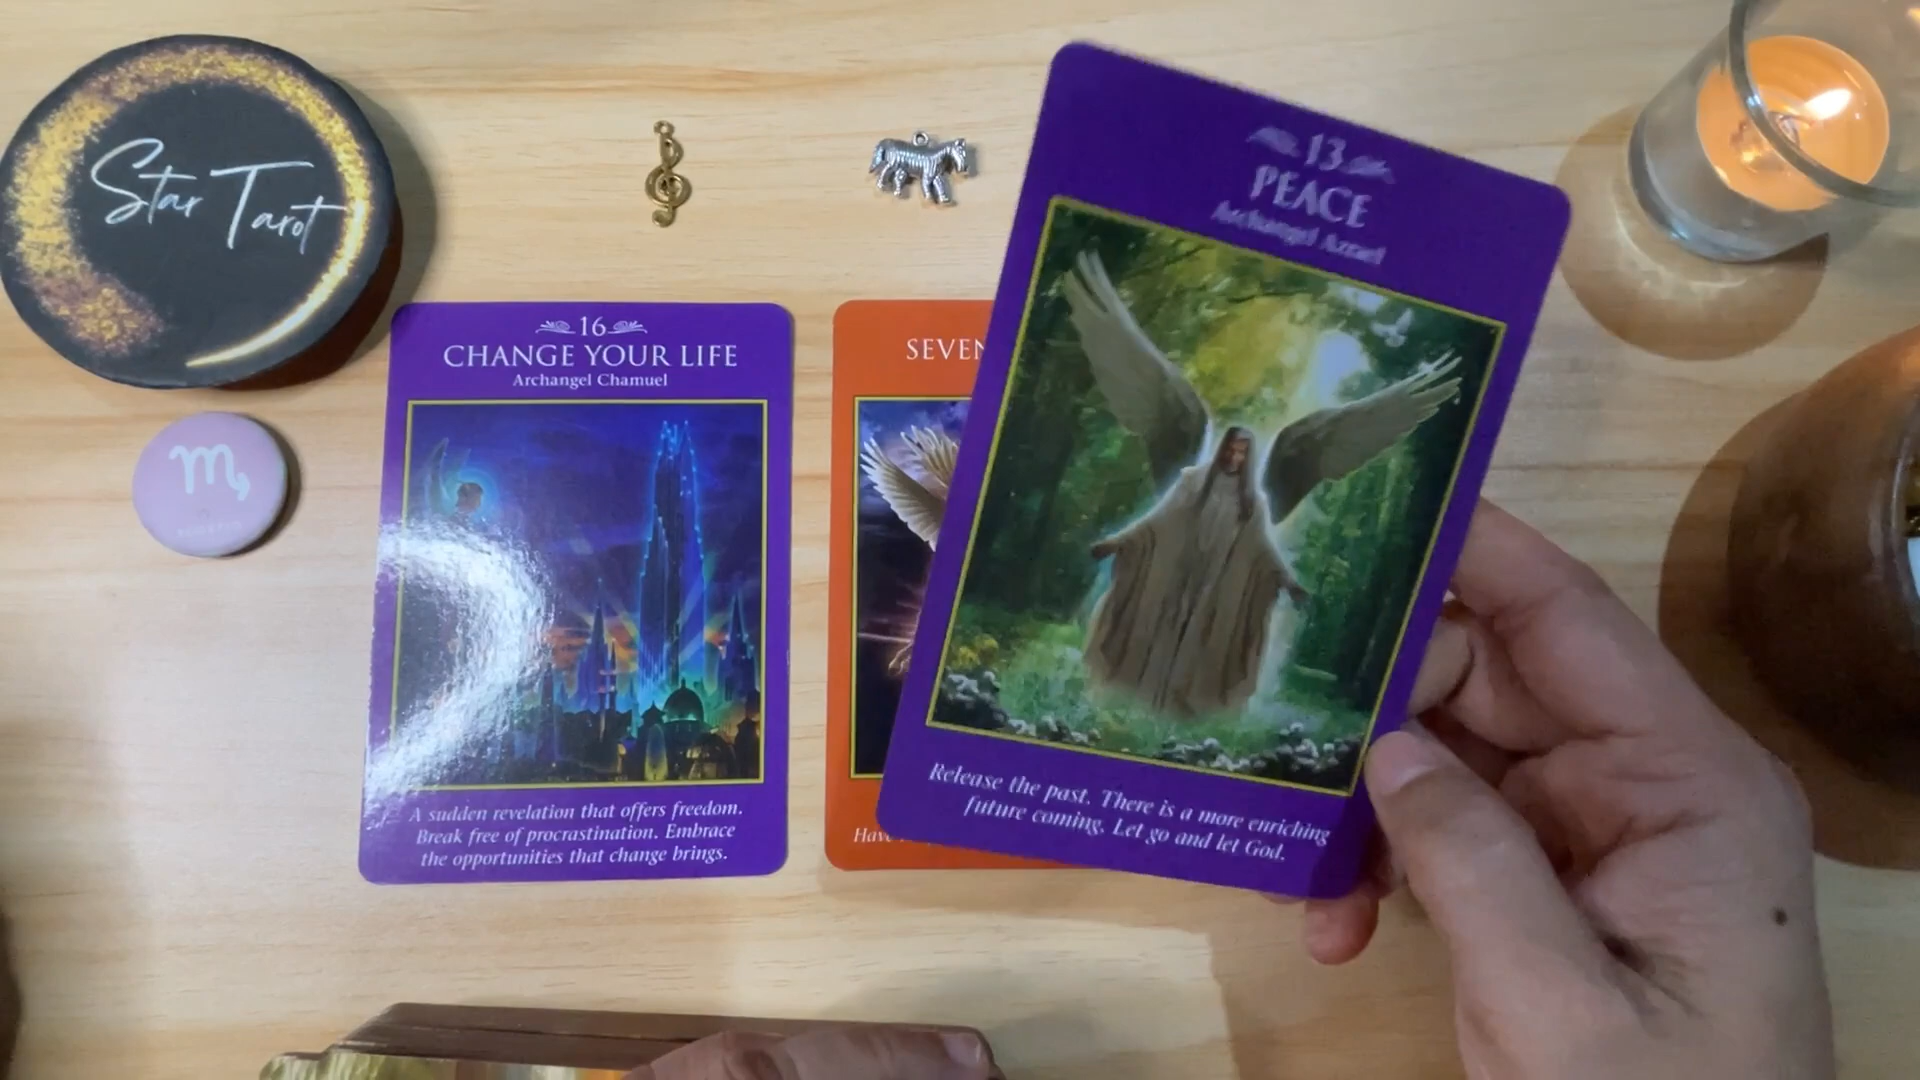 Star Tarot
16
CHANGE YOUR LIFE
Archangel Chamuel
A sudden revelation that offers freedom.
Break free of procrastination. Embrace
the opportunities that change brings.
SEVEN
Have
13
PEACE
Archangel Azrael
Release the past. There is a more enriching
future coming. Let go and let God.